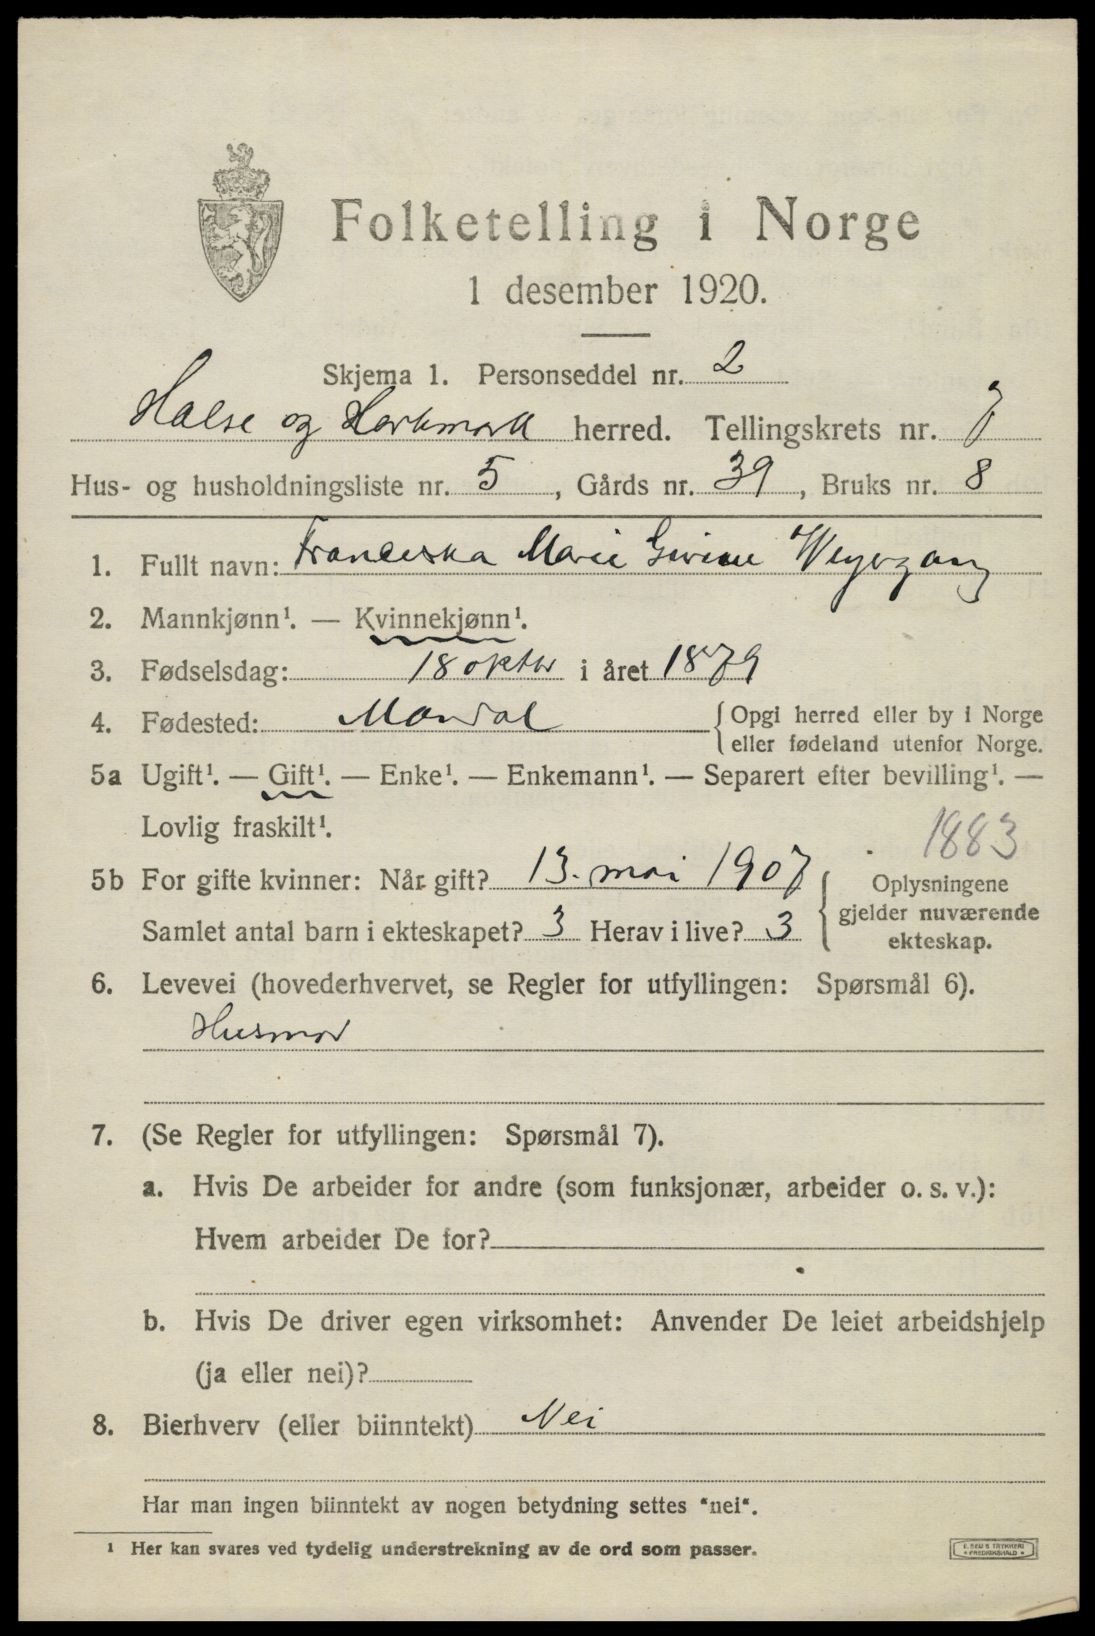 Folketelling i Norge
1 desember 1920.
Skjema 1. Personseddel nr. 2
Halse og Harkmark herred. Tellingskrets nr. 7
Hus- og husholdningsliste nr. 5, Gårds nr. 39, Bruks nr. 8
1. Fullt navn: Franciska Marie Weyergang
2. Mannkjønn¹. — Kvinnekjønn¹.
3. Fødselsdag: 18 oktbr i året 1879
4. Fødested: Mandal { Opgi herred eller by i Norge
eller fødeland utenfor Norge.
5a Ugift¹. — Gift¹. — Enke¹. — Enkemann¹. — Separert efter bevilling¹. —
Lovlig fraskilt¹.
1883
5b For gifte kvinner: Når gift? 13. mai 1907 { Oplysningene
gjelder nuværende
Samlet antal barn i ekteskapet? 3 Herav i live? 3
ekteskap.
6. Levevei (hovederhvervet, se Regler for utfyllingen: Spørsmål 6).
Husmor
7. (Se Regler for utfyllingen: Spørsmål 7).
a. Hvis De arbeider for andre (som funksjonær, arbeider o. s. v.):
Hvem arbeider De for?
b. Hvis De driver egen virksomhet: Anvender De leiet arbeidshjelp
(ja eller nei)?
8. Bierhverv (eller biinntekt) Nei
Har man ingen biinntekt av nogen betydning settes "nei".
¹ Her kan svares ved tydelig understrekning av de ord som passer.
E. SEMS TRYKKERI
FREDRIKSHALD